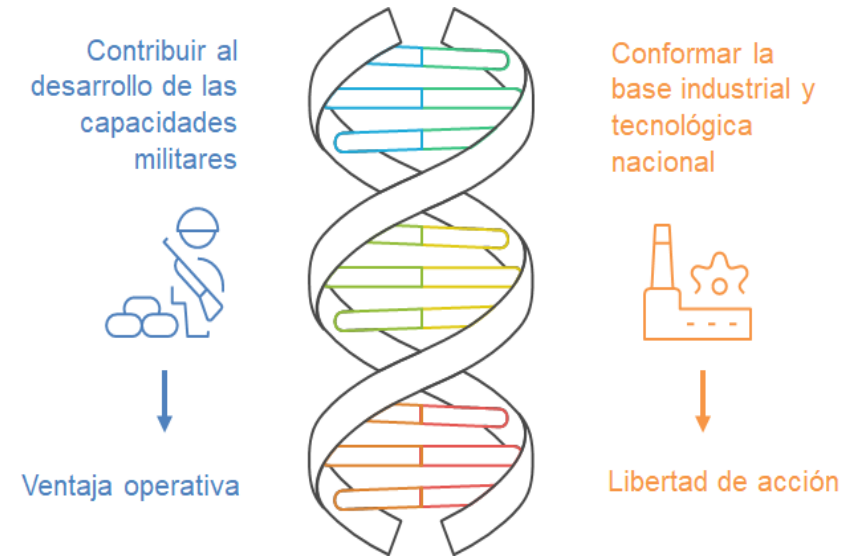 Contribuir al
desarrollo de las
capacidades
militares
Ventaja operativa
Conformar la
base industrial y
tecnológica
nacional
Libertad de acción